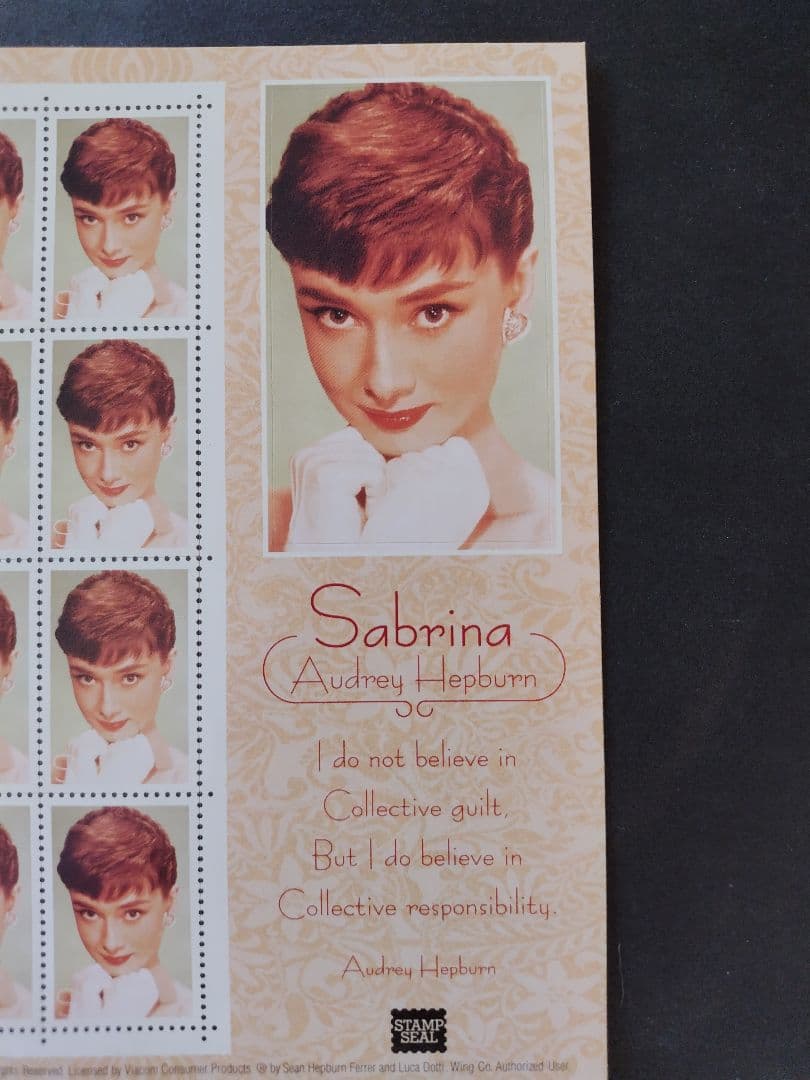 Sabrina
Audrey Hepburn
I do not believe in
Collective guilt,
But I do believe in
Collective responsibility.
Audrey Hepburn
STAMP
SEAL
Reserved. Licensed by Viacom Consumer Products. ® by Sean Hepburn Ferrer and Luca Dotti. Wing Co. Authorized User.